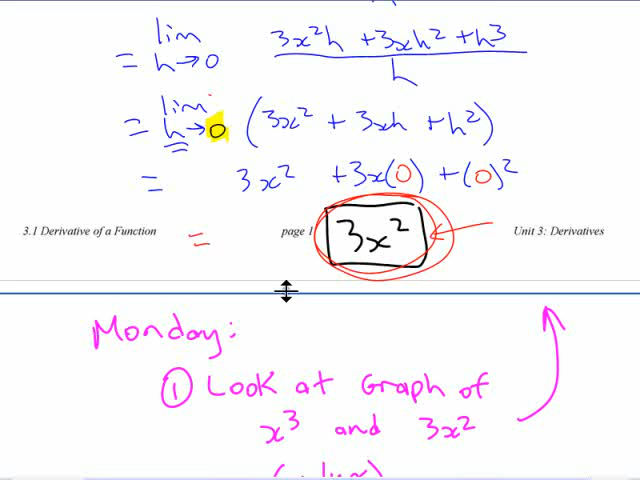 lim 3x²h + 3xh² + h³
= h→0 h
lim
= h→0 (3x² + 3xh + h²)
= 3x² + 3x(0) + (0)²
3.1 Derivative of a Function = page 1 3x² Unit 3: Derivatives
Monday:
① Look at Graph of
x³ and 3x²